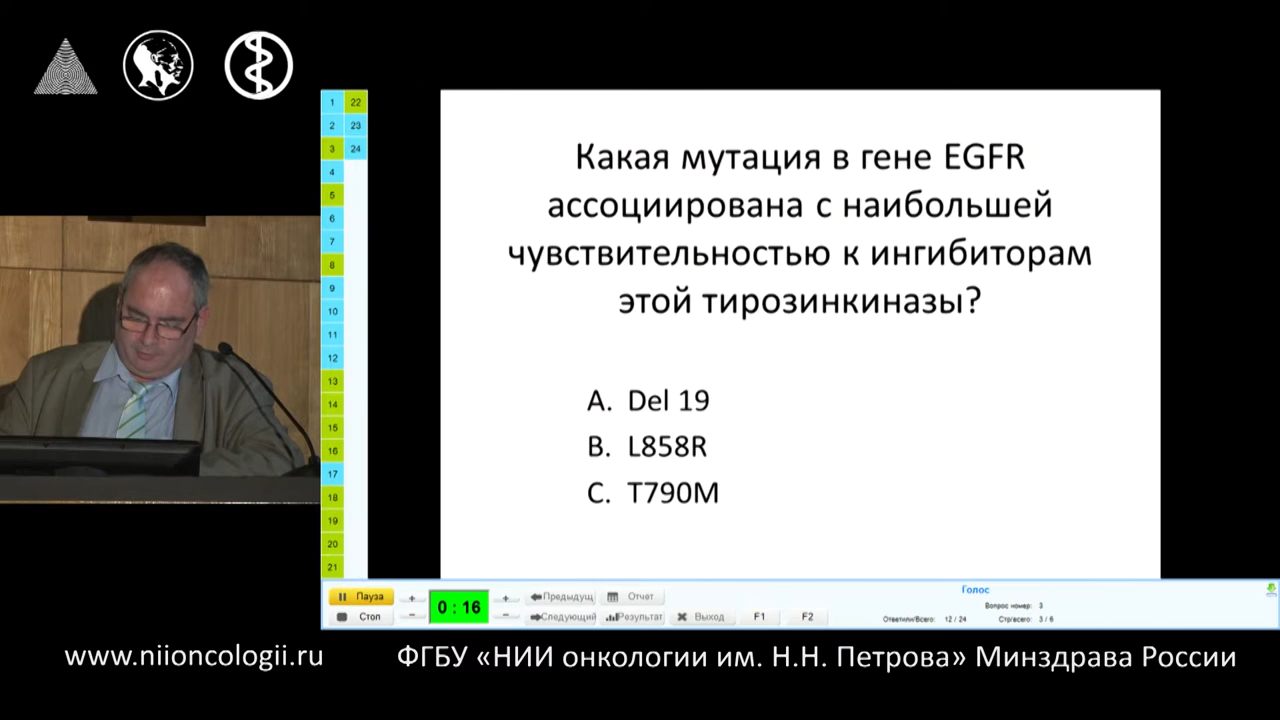 Какая мутация в гене EGFR
ассоциирована с наибольшей
чувствительностью к ингибиторам
этой тирозинкиназы?
A. Del 19
B. L858R
C. T790M
1 22
2 23
3 24
4
5
6
7
8
9
10
11
12
13
14
15
16
17
18
19
20
21
Пауза + 0 : 16 + Предыдущ Отчет
Стоп − − Следующий Результат Выход F1 F2
Голос
Вопрос номер: 3
Ответили/Всего: 12 / 24 Стр/всего: 3 / 6
www.niioncologii.ru ФГБУ «НИИ онкологии им. Н.Н. Петрова» Минздрава России